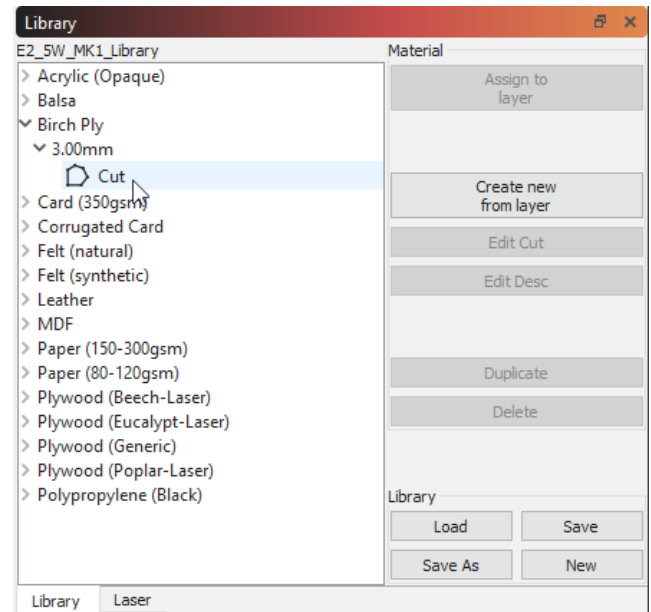 Library
E2_5W_MK1_Library
Acrylic (Opaque)
Balsa
Birch Ply
3.00mm
Cut
Card (350gsm)
Corrugated Card
Felt (natural)
Felt (synthetic)
Leather
MDF
Paper (150-300gsm)
Paper (80-120gsm)
Plywood (Beech-Laser)
Plywood (Eucalypt-Laser)
Plywood (Generic)
Plywood (Poplar-Laser)
Polypropylene (Black)
Material
Assign to
layer
Create new
from layer
Edit Cut
Edit Desc
Duplicate
Delete
Library
Load
Save
Save As
New
Library
Laser